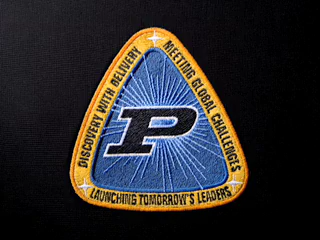 DISCOVERY WITH DELIVERY
MEETING GLOBAL CHALLENGES
P
LAUNCHING TOMORROW'S LEADERS